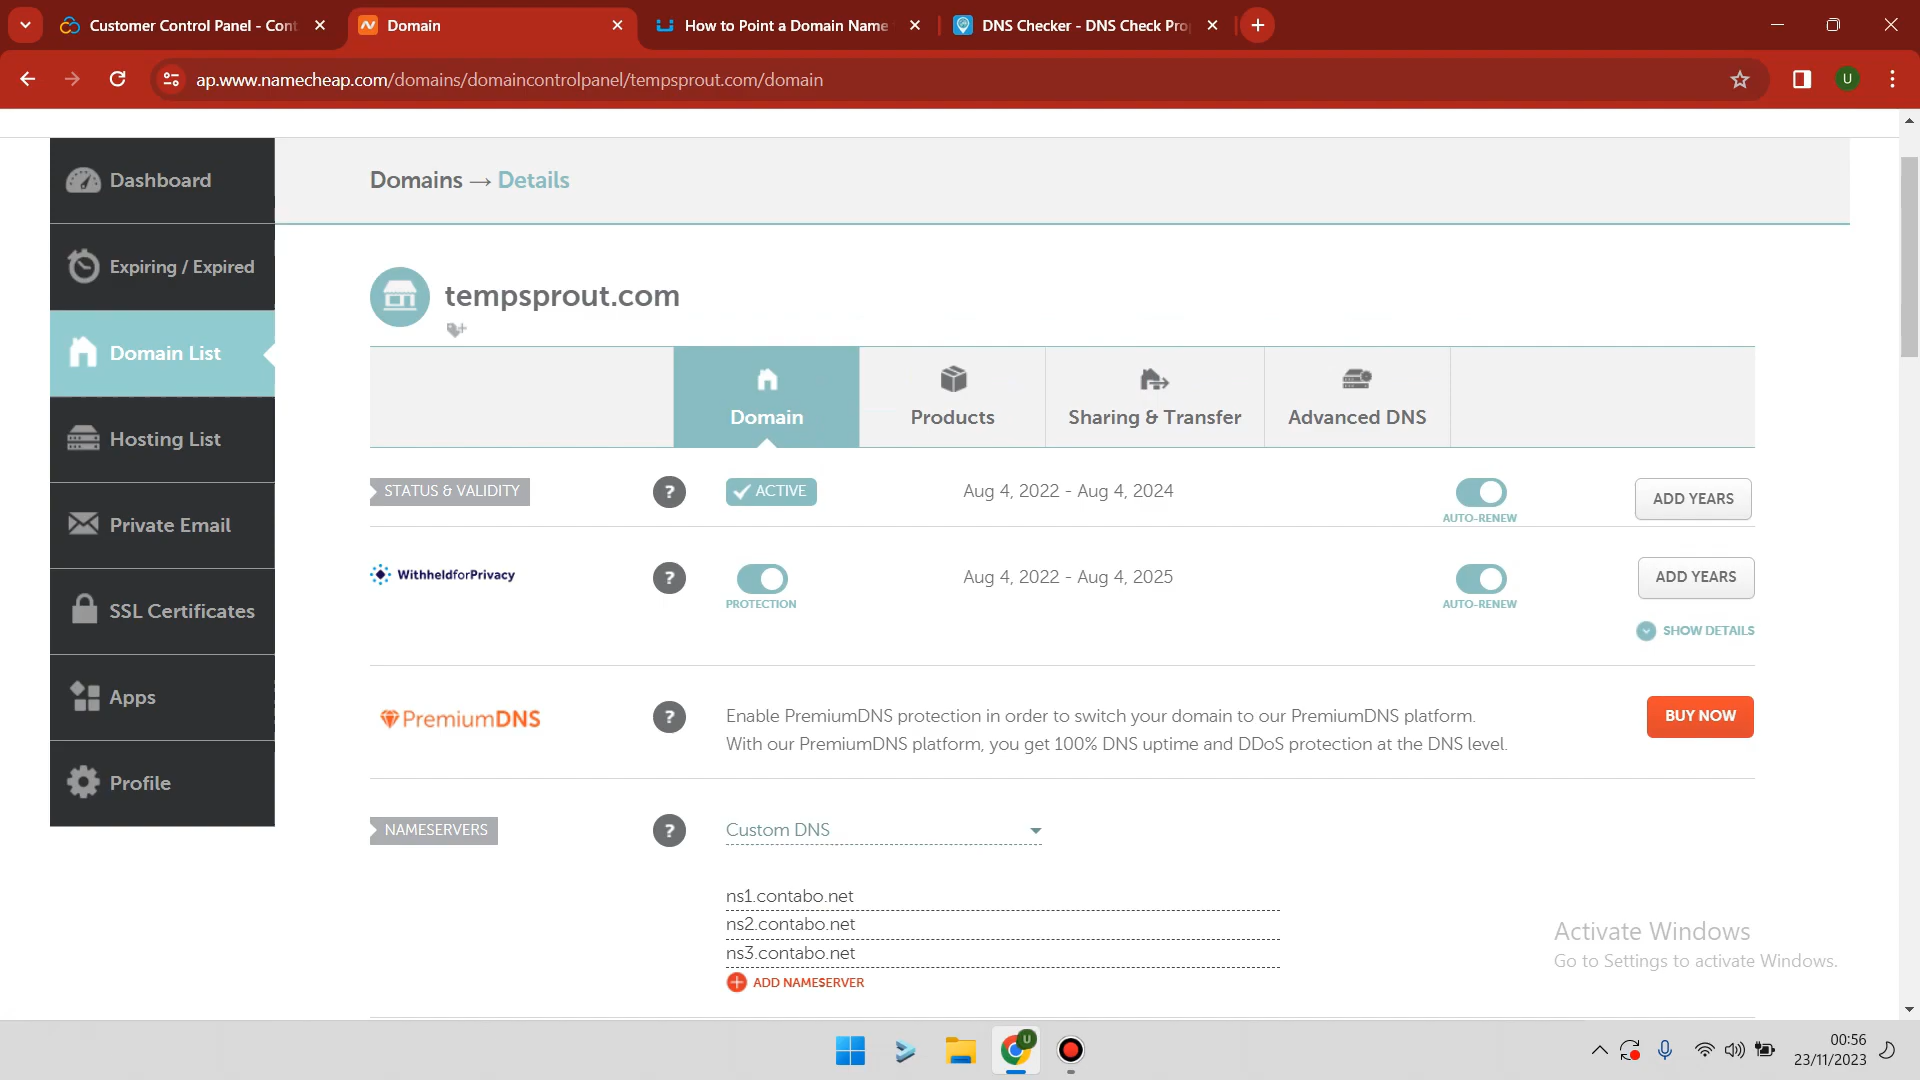 Customer Control Panel - Cont
Domain
How to Point a Domain Name
DNS Checker - DNS Check Pro
ap.www.namecheap.com/domains/domaincontrolpanel/tempsprout.com/domain
U
Dashboard
Expiring / Expired
Domain List
Hosting List
Private Email
SSL Certificates
Apps
Profile
Domains → Details
tempsprout.com
Domain
Products
Sharing & Transfer
Advanced DNS
STATUS & VALIDITY
?
ACTIVE
Aug 4, 2022 - Aug 4, 2024
AUTO-RENEW
ADD YEARS
WithheldforPrivacy
?
PROTECTION
Aug 4, 2022 - Aug 4, 2025
AUTO-RENEW
ADD YEARS
SHOW DETAILS
PremiumDNS
?
Enable PremiumDNS protection in order to switch your domain to our PremiumDNS platform.
With our PremiumDNS platform, you get 100% DNS uptime and DDoS protection at the DNS level.
BUY NOW
NAMESERVERS
?
Custom DNS
ns1.contabo.net
ns2.contabo.net
ns3.contabo.net
ADD NAMESERVER
Activate Windows
Go to Settings to activate Windows.
U
00:56
23/11/2023